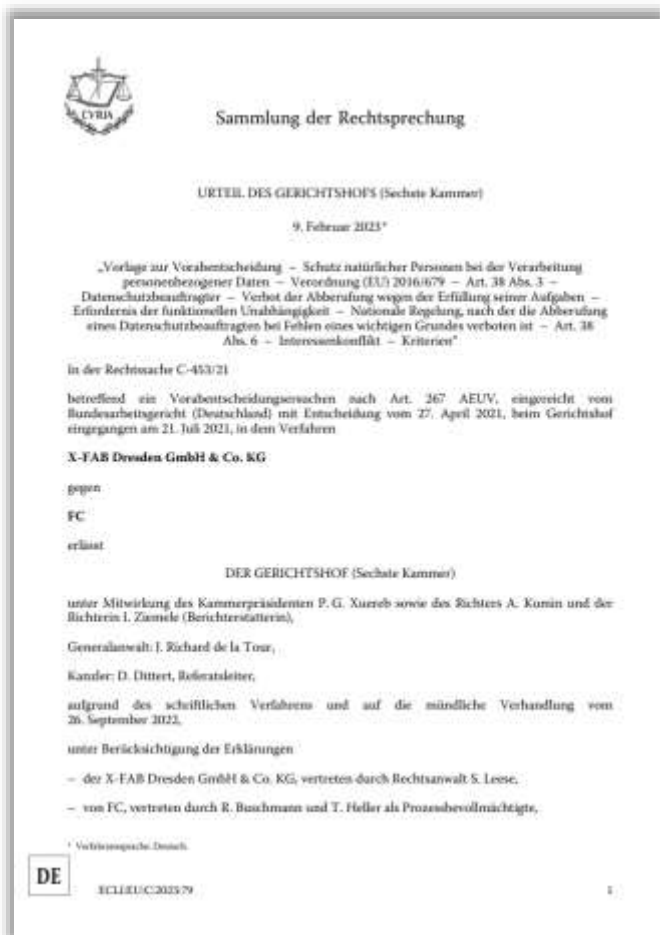 CVRIA
Sammlung der Rechtsprechung
URTEIL DES GERICHTSHOFS (Sechste Kammer)
9. Februar 2023*
„Vorlage zur Vorabentscheidung – Schutz natürlicher Personen bei der Verarbeitung
personenbezogener Daten – Verordnung (EU) 2016/679 – Art. 38 Abs. 3 –
Datenschutzbeauftragter – Verbot der Abberufung wegen der Erfüllung seiner Aufgaben –
Erfordernis der funktionellen Unabhängigkeit – Nationale Regelung, nach der die Abberufung
eines Datenschutzbeauftragten bei Fehlen eines wichtigen Grundes verboten ist – Art. 38
Abs. 6 – Interessenkonflikt – Kriterien“
In der Rechtssache C-453/21
betreffend ein Vorabentscheidungsersuchen nach Art. 267 AEUV, eingereicht vom
Bundesarbeitsgericht (Deutschland) mit Entscheidung vom 27. April 2021, beim Gerichtshof
eingegangen am 21. Juli 2021, in dem Verfahren
X-FAB Dresden GmbH & Co. KG
gegen
FC
erlässt
DER GERICHTSHOF (Sechste Kammer)
unter Mitwirkung des Kammerpräsidenten P. G. Xuereb sowie des Richters A. Kumin und der
Richterin I. Ziemele (Berichterstatterin),
Generalanwalt: J. Richard de la Tour,
Kanzler: D. Dittert, Referatsleiter,
aufgrund des schriftlichen Verfahrens und auf die mündliche Verhandlung vom
26. September 2022,
unter Berücksichtigung der Erklärungen
– der X-FAB Dresden GmbH & Co. KG, vertreten durch Rechtsanwalt S. Leese,
– von FC, vertreten durch R. Buschmann und T. Heller als Prozessbevollmächtigte,
* Verfahrenssprache: Deutsch.
DE
ECLI:EU:C:2023:79 1